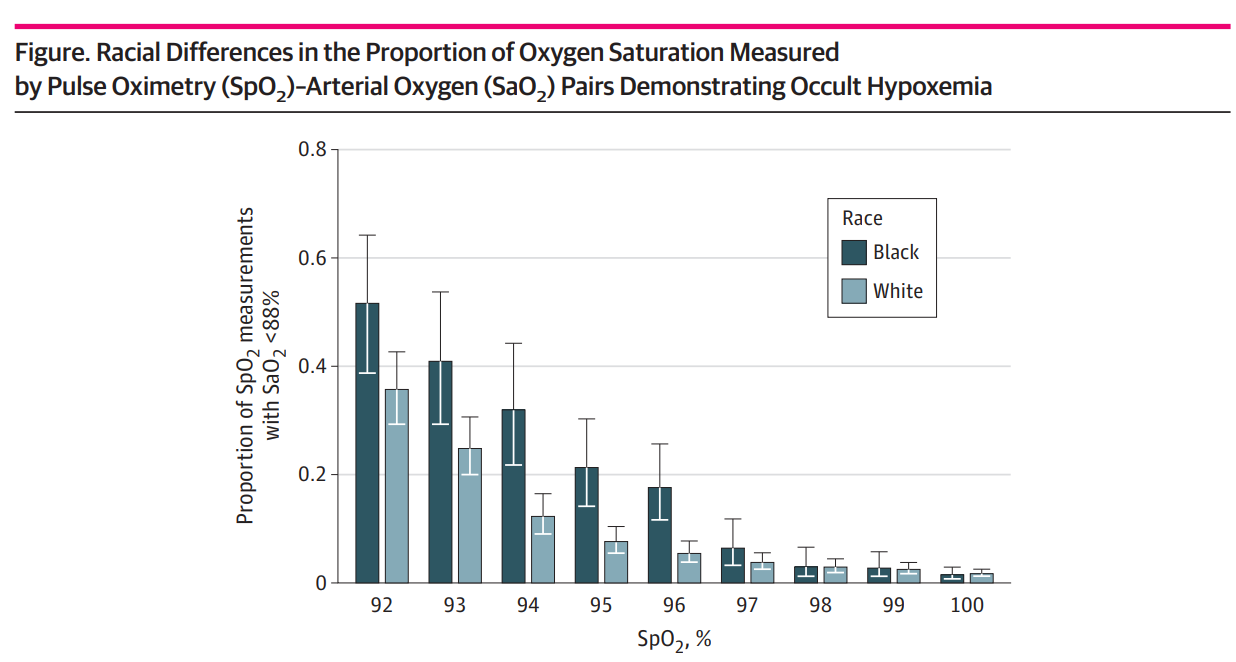 Figure. Racial Differences in the Proportion of Oxygen Saturation Measured
by Pulse Oximetry (SpO₂)–Arterial Oxygen (SaO₂) Pairs Demonstrating Occult Hypoxemia
0.8
0.6
0.4
0.2
0
Proportion of SpO₂ measurements
with SaO₂ <88%
Race
Black
White
92 93 94 95 96 97 98 99 100
SpO₂, %